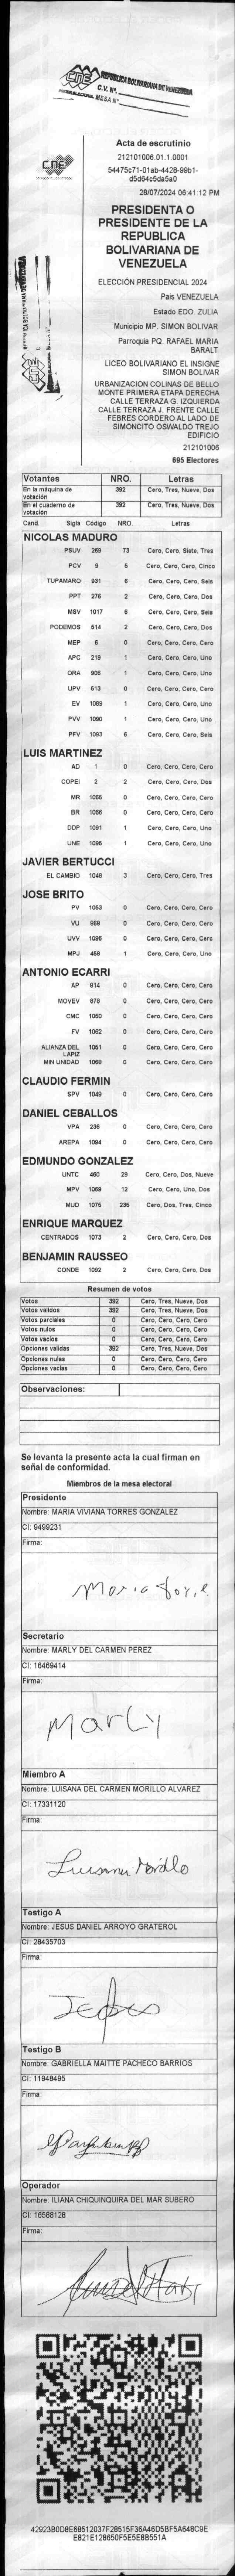 CNE REPUBLICA BOLIVARIANA DE VENEZUELA
C.V. Nº.
MESA Nº
CNE
Acta de escrutinio
212101006.01.1.0001
54475c71-01ab-4428-99b1-
d5d64c5da5a0
28/07/2024 06:41:12 PM
PRESIDENTA O
PRESIDENTE DE LA
REPUBLICA
BOLIVARIANA DE
VENEZUELA
ELECCIÓN PRESIDENCIAL 2024
País VENEZUELA
Estado EDO. ZULIA
Municipio MP. SIMON BOLIVAR
Parroquia PQ. RAFAEL MARIA
BARALT
LICEO BOLIVARIANO EL INSIGNE
SIMON BOLIVAR
URBANIZACION COLINAS DE BELLO
MONTE PRIMERA ETAPA DERECHA
CALLE TERRAZA G. IZQUIERDA
CALLE TERRAZA J. FRENTE CALLE
FEBRES CORDERO AL LADO DE
SIMONCITO OSWALDO TREJO
EDIFICIO
212101006
695 Electores
Votantes NRO. Letras
En la máquina de votación 392 Cero, Tres, Nueve, Dos
En el cuaderno de votación 392 Cero, Tres, Nueve, Dos
Cand. Sigla Código NRO. Letras
NICOLAS MADURO
PSUV 269 73 Cero, Cero, Siete, Tres
PCV 9 5 Cero, Cero, Cero, Cinco
TUPAMARO 931 6 Cero, Cero, Cero, Seis
PPT 276 2 Cero, Cero, Cero, Dos
MSV 1017 6 Cero, Cero, Cero, Seis
PODEMOS 514 2 Cero, Cero, Cero, Dos
MEP 6 0 Cero, Cero, Cero, Cero
APC 219 1 Cero, Cero, Cero, Uno
ORA 906 1 Cero, Cero, Cero, Uno
UPV 513 0 Cero, Cero, Cero, Cero
EV 1089 1 Cero, Cero, Cero, Uno
PVV 1090 1 Cero, Cero, Cero, Uno
PFV 1093 6 Cero, Cero, Cero, Seis
LUIS MARTINEZ
AD 1 0 Cero, Cero, Cero, Cero
COPEI 2 2 Cero, Cero, Cero, Dos
MR 1065 0 Cero, Cero, Cero, Cero
BR 1066 0 Cero, Cero, Cero, Cero
DDP 1091 1 Cero, Cero, Cero, Uno
UNE 1095 1 Cero, Cero, Cero, Uno
JAVIER BERTUCCI
EL CAMBIO 1048 3 Cero, Cero, Cero, Tres
JOSE BRITO
PV 1053 0 Cero, Cero, Cero, Cero
VU 969 0 Cero, Cero, Cero, Cero
UVV 1096 0 Cero, Cero, Cero, Cero
MPJ 458 1 Cero, Cero, Cero, Uno
ANTONIO ECARRI
AP 814 0 Cero, Cero, Cero, Cero
MOVEV 878 0 Cero, Cero, Cero, Cero
CMC 1050 0 Cero, Cero, Cero, Cero
FV 1062 0 Cero, Cero, Cero, Cero
ALIANZA DEL LAPIZ 1051 0 Cero, Cero, Cero, Cero
MIN UNIDAD 1069 0 Cero, Cero, Cero, Cero
CLAUDIO FERMIN
SPV 1049 0 Cero, Cero, Cero, Cero
DANIEL CEBALLOS
VPA 236 0 Cero, Cero, Cero, Cero
AREPA 1094 0 Cero, Cero, Cero, Cero
EDMUNDO GONZALEZ
UNTC 460 29 Cero, Cero, Dos, Nueve
MPV 1069 12 Cero, Cero, Uno, Dos
MUD 1075 235 Cero, Dos, Tres, Cinco
ENRIQUE MARQUEZ
CENTRADOS 1073 2 Cero, Cero, Cero, Dos
BENJAMIN RAUSSEO
CONDE 1092 2 Cero, Cero, Cero, Dos
Resumen de votos
Votos 392 Cero, Tres, Nueve, Dos
Votos válidos 392 Cero, Tres, Nueve, Dos
Votos parciales 0 Cero, Cero, Cero, Cero
Votos nulos 0 Cero, Cero, Cero, Cero
Votos vacíos 0 Cero, Cero, Cero, Cero
Opciones válidas 392 Cero, Tres, Nueve, Dos
Opciones nulas 0 Cero, Cero, Cero, Cero
Opciones vacías 0 Cero, Cero, Cero, Cero
Observaciones:
Se levanta la presente acta la cual firman en
señal de conformidad.
Miembros de la mesa electoral
Presidente
Nombre: MARIA VIVIANA TORRES GONZALEZ
CI: 9499231
Firma:
Secretario
Nombre: MARLY DEL CARMEN PEREZ
CI: 16469414
Firma:
Marly
Miembro A
Nombre: LUISANA DEL CARMEN MORILLO ALVAREZ
CI: 17331120
Firma:
Luisana Morillo
Testigo A
Nombre: JESUS DANIEL ARROYO GRATEROL
CI: 28435703
Firma:
Testigo B
Nombre: GABRIELLA MAITTE PACHECO BARRIOS
CI: 11948495
Firma:
Operador
Nombre: ILIANA CHIQUINQUIRA DEL MAR SUBERO
CI: 16588128
Firma:
42923B0D8E68512037F28515F36A46D5BF5A648C9E
E821E128650F5E5E8B551A